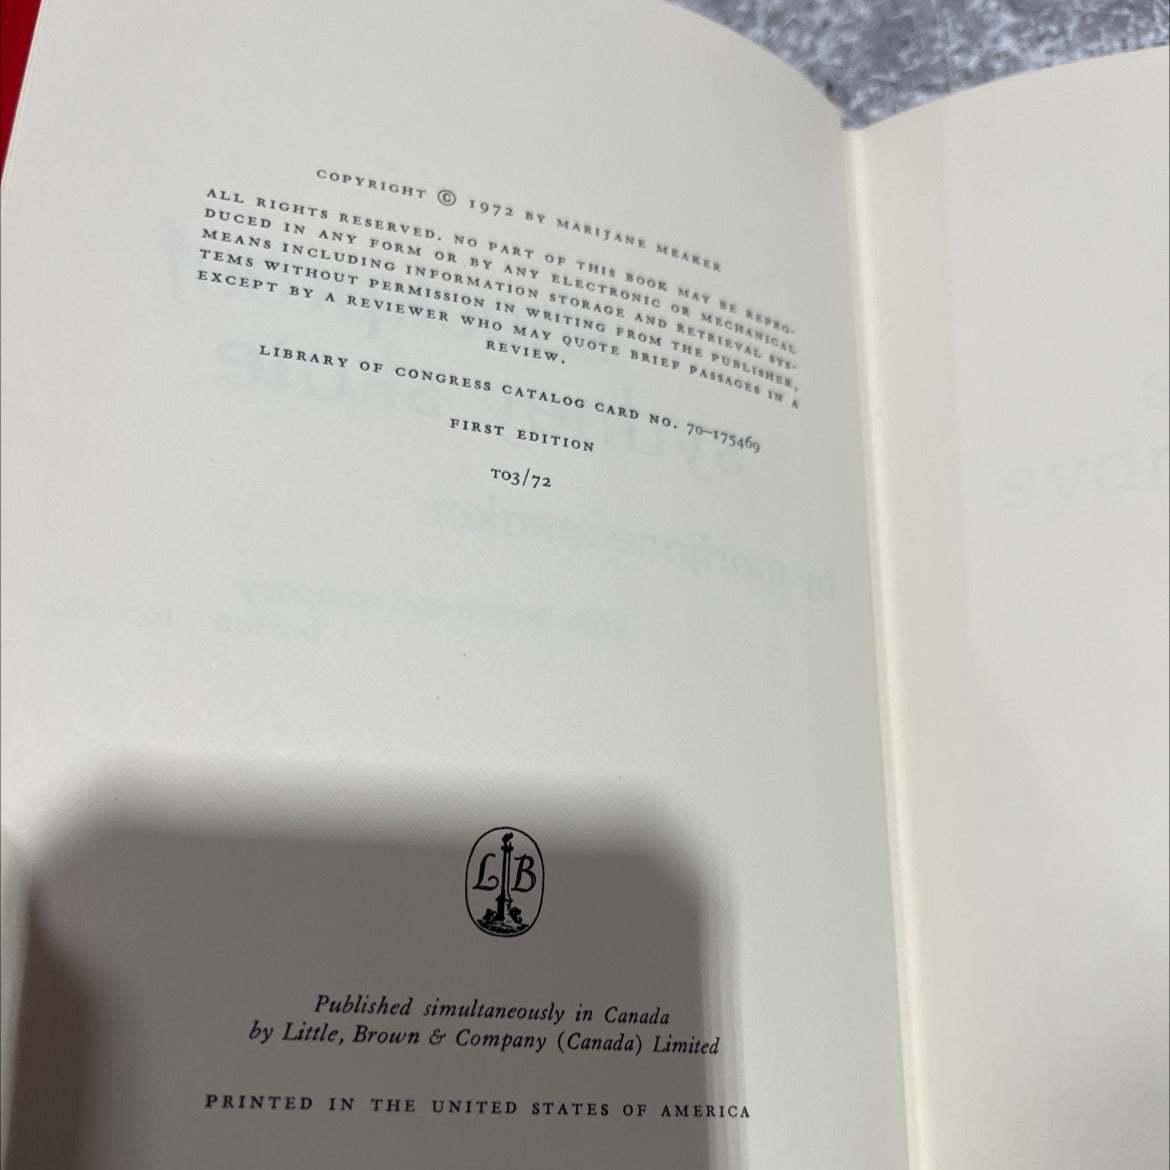 COPYRIGHT © 1972 BY MARIJANE MEAKER
ALL RIGHTS RESERVED. NO PART OF THIS BOOK MAY BE REPRO-
DUCED IN ANY FORM OR BY ANY ELECTRONIC OR MECHANICAL
MEANS INCLUDING INFORMATION STORAGE AND RETRIEVAL SYS-
TEMS WITHOUT PERMISSION IN WRITING FROM THE PUBLISHER,
EXCEPT BY A REVIEWER WHO MAY QUOTE BRIEF PASSAGES IN A
REVIEW.
LIBRARY OF CONGRESS CATALOG CARD NO. 70–175469
FIRST EDITION
T03/72
L B
Published simultaneously in Canada
by Little, Brown & Company (Canada) Limited
PRINTED IN THE UNITED STATES OF AMERICA